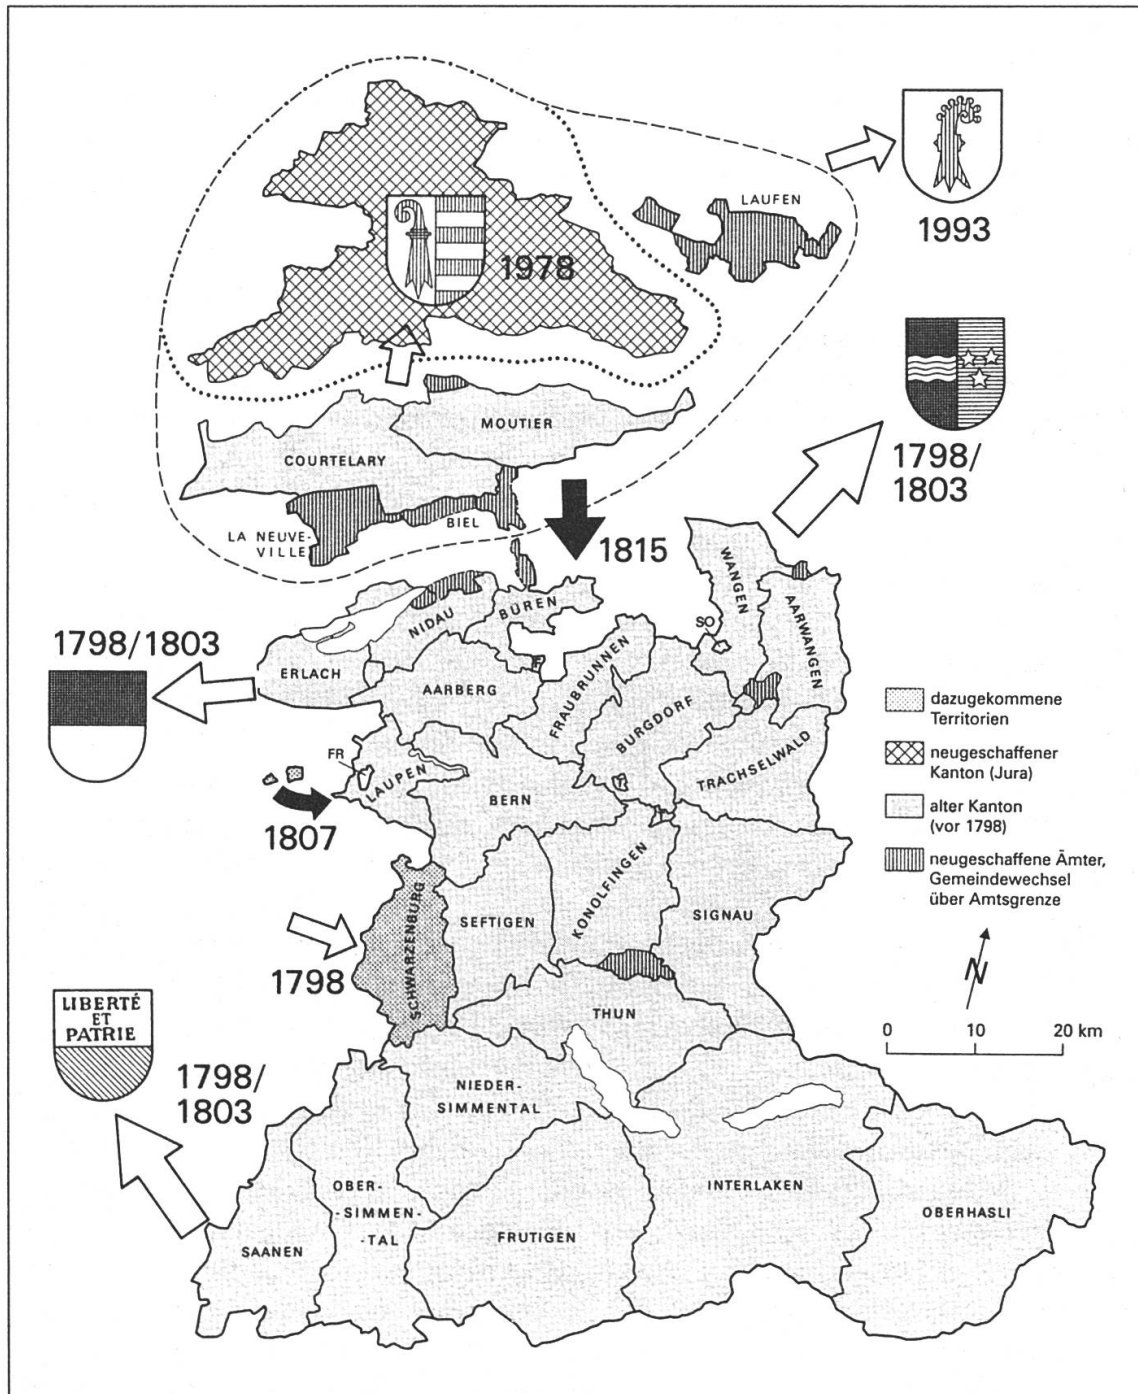 LAUFEN
1993
1978
MOUTIER
COURTELARY
1798/
1803
LA NEUVE-
VILLE
BIEL
1815
WANGEN
AARWANGEN
SO
BÜREN
NIDAU
ERLACH
AARBERG
FRAUBRUNNEN
BURGDORF
TRACHSELWALD
1798/1803
FR
LAUPEN
BERN
1807
dazugekommene
Territorien
neugeschaffener
Kanton (Jura)
alter Kanton
(vor 1798)
neugeschaffene Ämter,
Gemeindewechsel
über Amtsgrenze
N
0 10 20 km
SCHWARZENBURG
SEFTIGEN
KONOLFINGEN
SIGNAU
1798
THUN
LIBERTÉ
ET
PATRIE
1798/
1803
NIEDER-
SIMMENTAL
OBER-
-SIMMEN-
-TAL
SAANEN
FRUTIGEN
INTERLAKEN
OBERHASLI